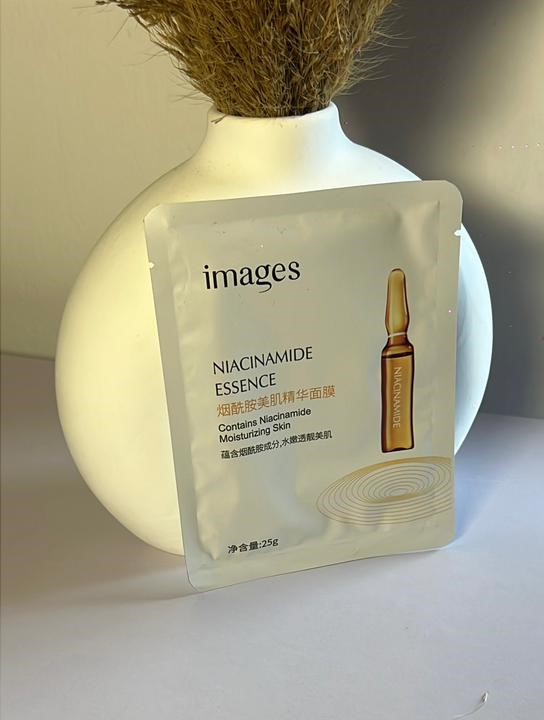 images
NIACINAMIDE
ESSENCE
烟酰胺美肌精华面膜
Contains Niacinamide
Moisturizing Skin
蕴含烟酰胺成分,水嫩透靓美肌
NIACINAMIDE
净含量:25g